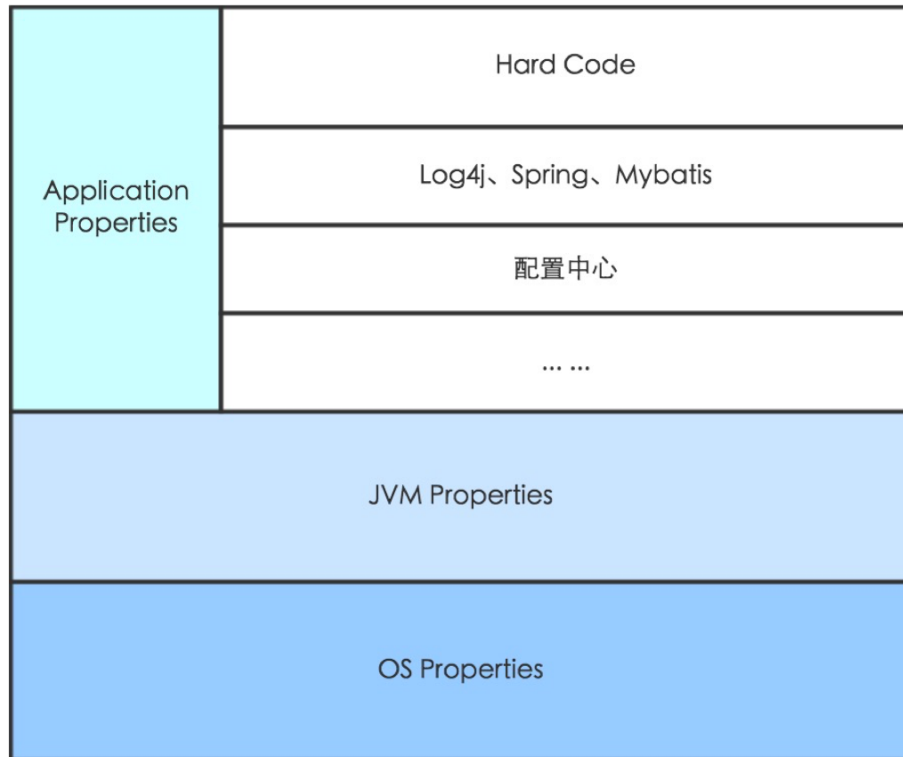 Hard Code
Application
Properties
Log4j、Spring、Mybatis
配置中心
... ...
JVM Properties
OS Properties